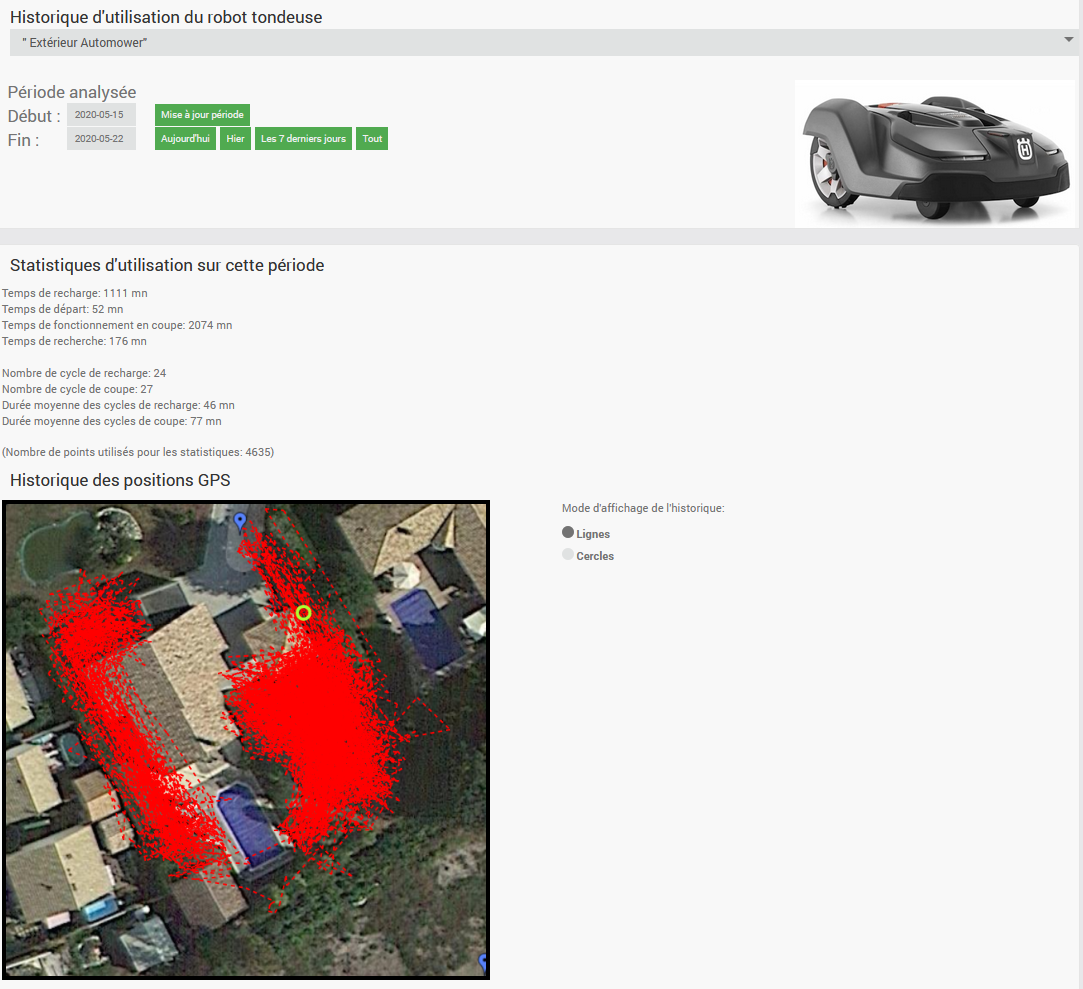 Historique d'utilisation du robot tondeuse
" Extérieur Automower"
Période analysée
Début : 2020-05-15 Mise à jour période
Fin : 2020-05-22 Aujourd'hui Hier Les 7 derniers jours Tout
H
Statistiques d'utilisation sur cette période
Temps de recharge: 1111 mn
Temps de départ: 52 mn
Temps de fonctionnement en coupe: 2074 mn
Temps de recherche: 176 mn
Nombre de cycle de recharge: 24
Nombre de cycle de coupe: 27
Durée moyenne des cycles de recharge: 46 mn
Durée moyenne des cycles de coupe: 77 mn
(Nombre de points utilisés pour les statistiques: 4635)
Historique des positions GPS
Mode d'affichage de l'historique:
Lignes
Cercles